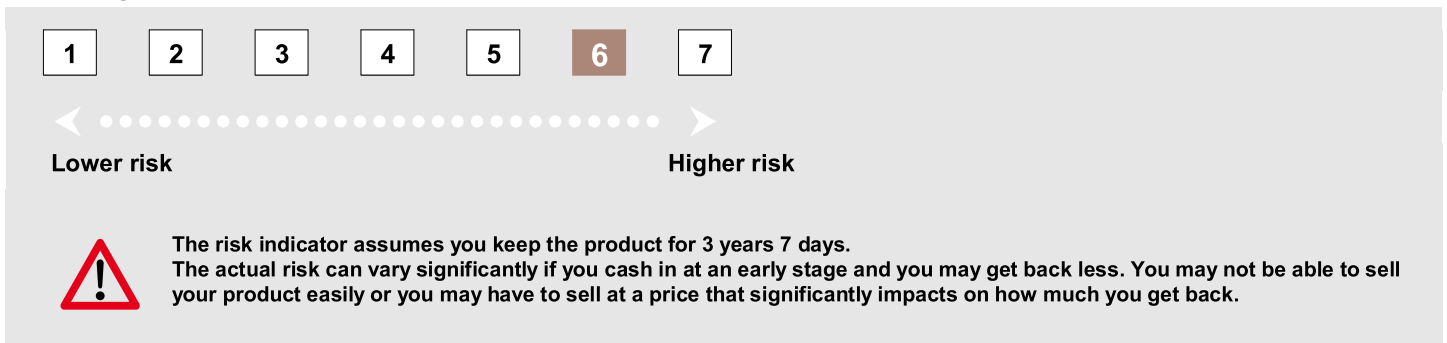 1 2 3 4 5 6 7
Lower risk Higher risk
The risk indicator assumes you keep the product for 3 years 7 days.
The actual risk can vary significantly if you cash in at an early stage and you may get back less. You may not be able to sell
your product easily or you may have to sell at a price that significantly impacts on how much you get back.